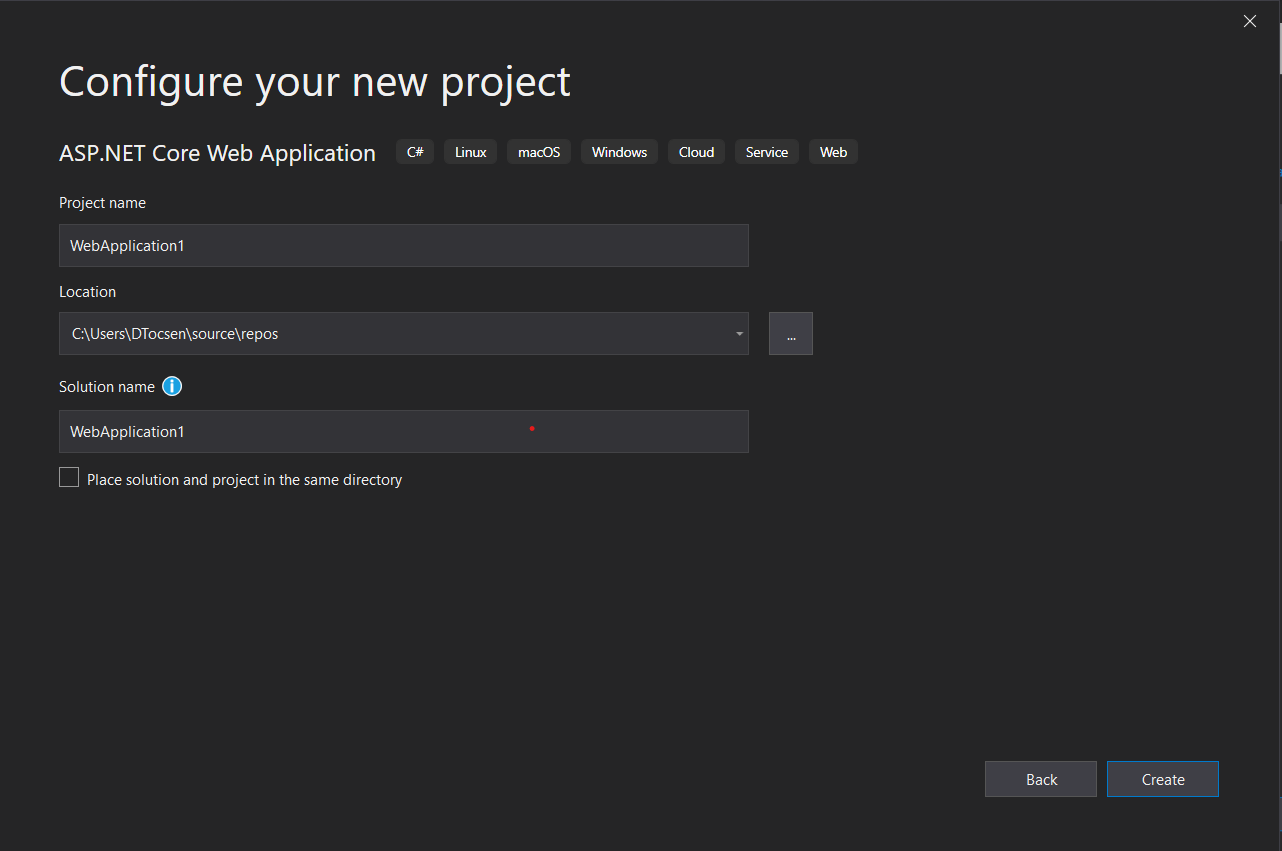 Configure your new project
ASP.NET Core Web Application C# Linux macOS Windows Cloud Service Web
Project name
WebApplication1
Location
C:\Users\DTocsen\source\repos
...
Solution name
WebApplication1
Place solution and project in the same directory
Back Create